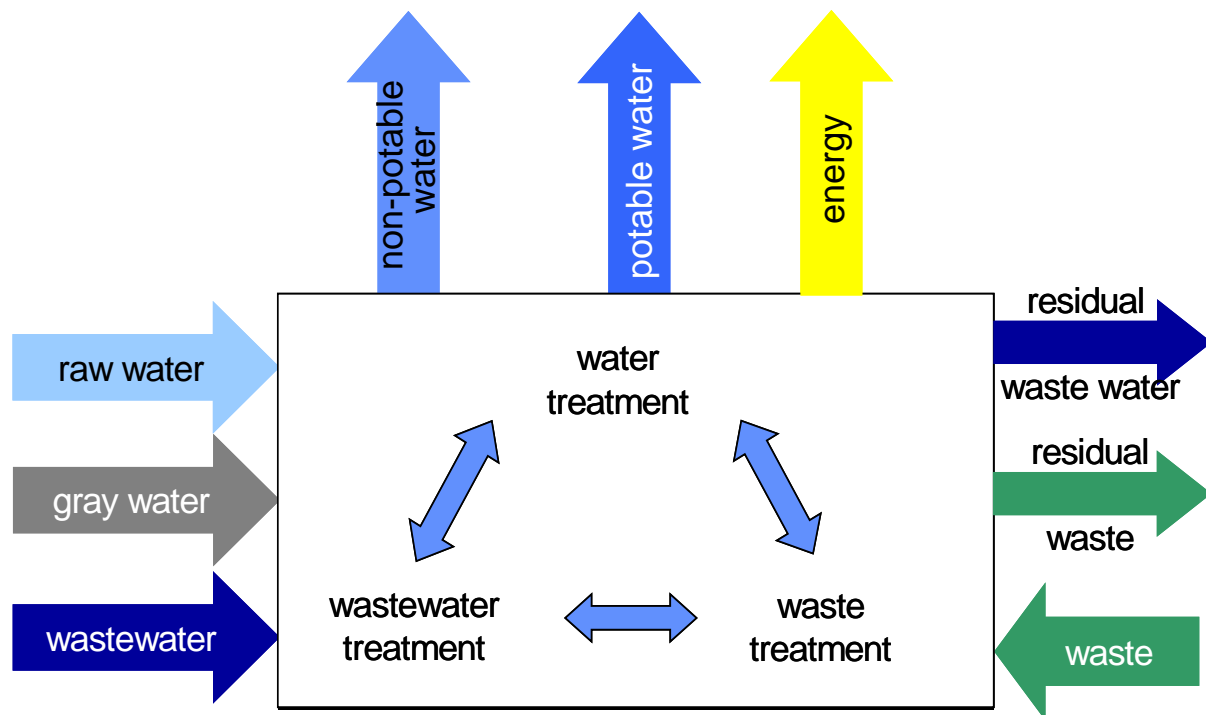 non-potable
water
potable water
energy
raw water
gray water
wastewater
water
treatment
wastewater
treatment
waste
treatment
residual
waste water
residual
waste
waste